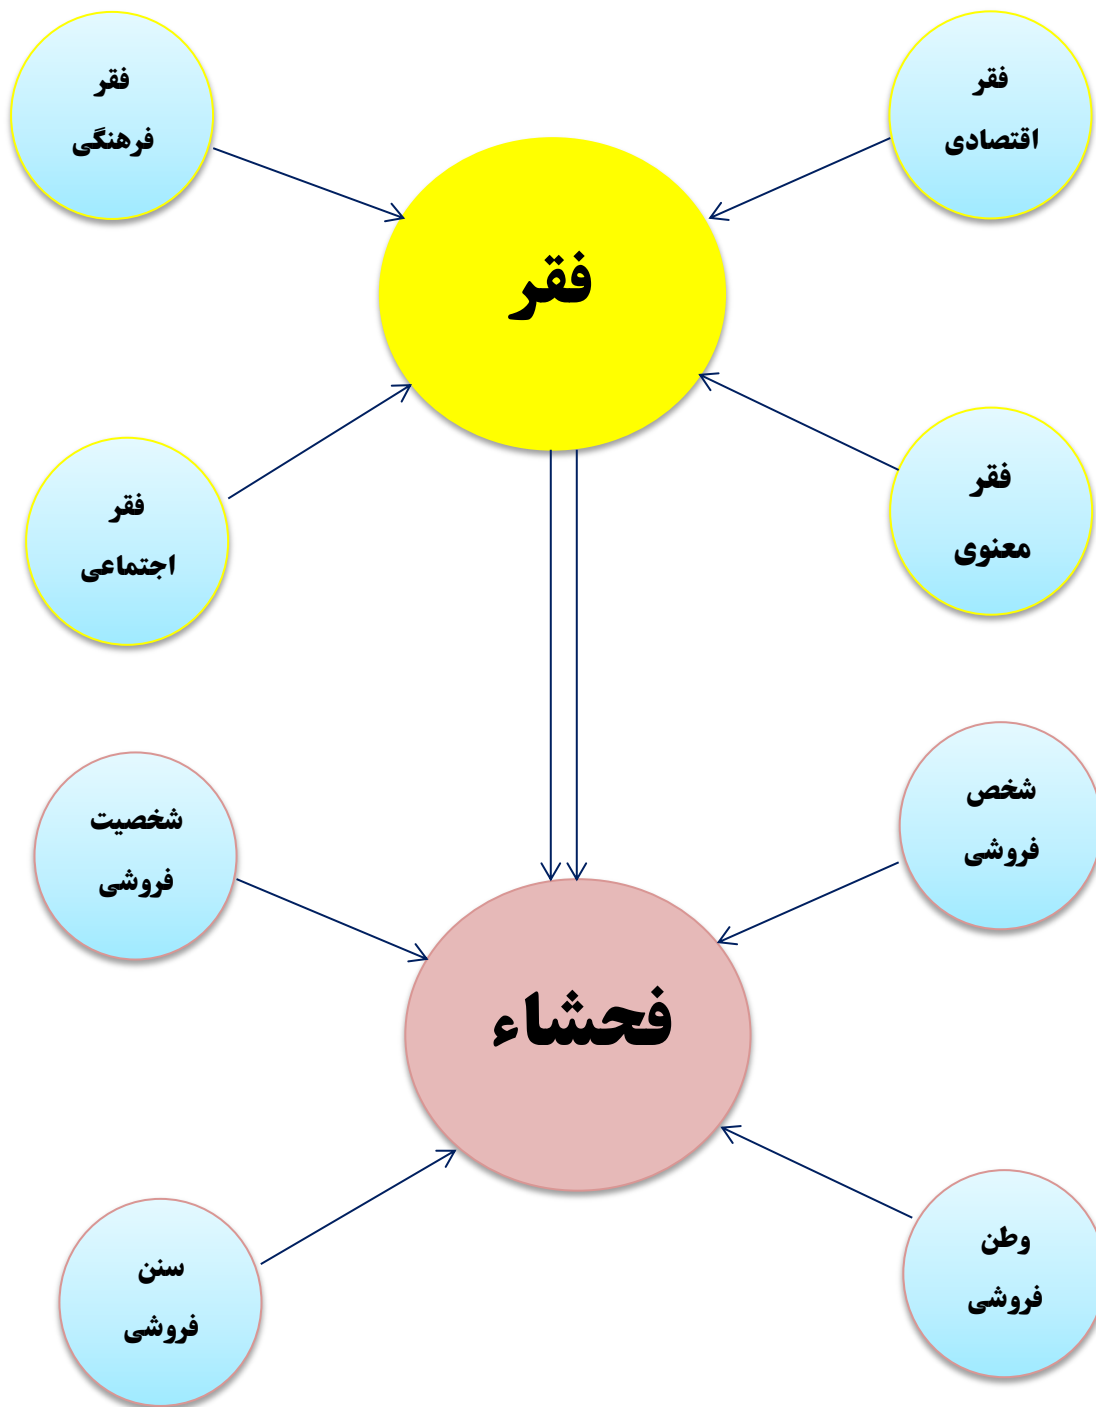 فقر
اقتصادی
فقر
فرهنگی
فقر
فقر
معنوی
فقر
اجتماعی
شخص
فروشی
شخصیت
فروشی
فحشاء
وطن
فروشی
سنن
فروشی